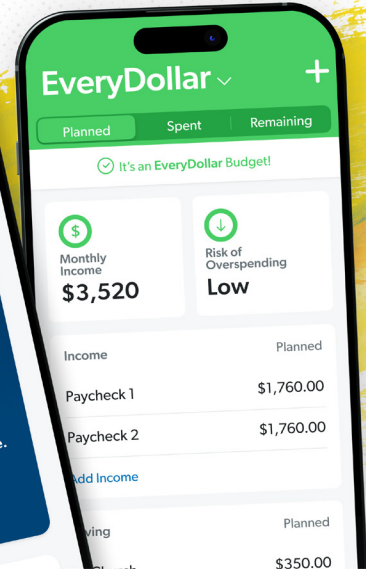 EveryDollar
Planned Spent Remaining
It's an EveryDollar Budget!
Monthly
Income
$3,520
Risk of
Overspending
Low
Income Planned
Paycheck 1 $1,760.00
Paycheck 2 $1,760.00
Add Income
Planned
$350.00